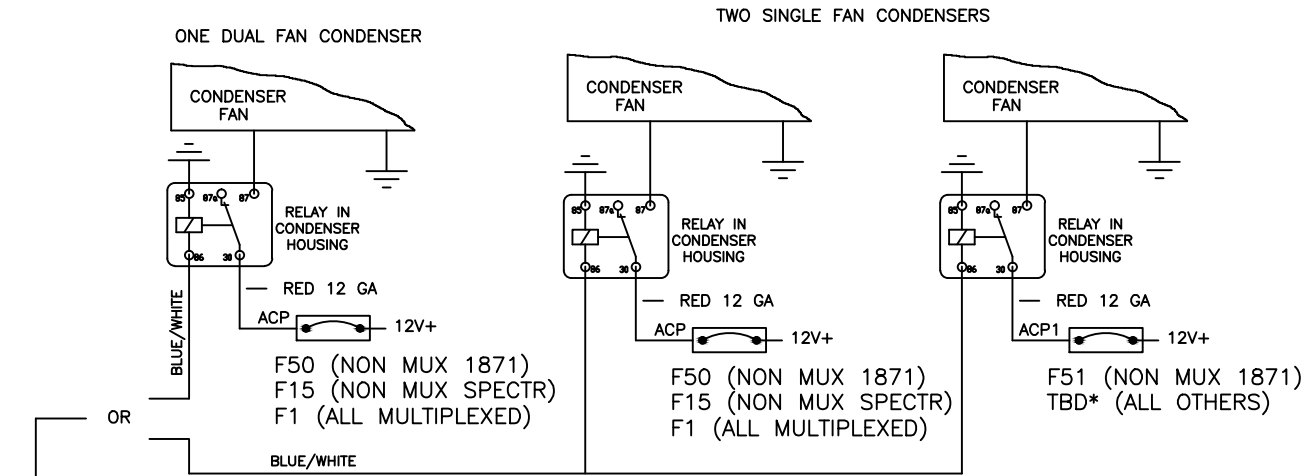 TWO SINGLE FAN CONDENSERS
ONE DUAL FAN CONDENSER
CONDENSER
FAN
85 87a 87
86 30
RELAY IN
CONDENSER
HOUSING
RED 12 GA
BLUE/WHITE
ACP
12V+
F50 (NON MUX 1871)
F15 (NON MUX SPECTR)
F1 (ALL MULTIPLEXED)
CONDENSER
FAN
85 87a 87
86 30
RELAY IN
CONDENSER
HOUSING
RED 12 GA
ACP
12V+
F50 (NON MUX 1871)
F15 (NON MUX SPECTR)
F1 (ALL MULTIPLEXED)
CONDENSER
FAN
85 87a 87
86 30
RELAY IN
CONDENSER
HOUSING
RED 12 GA
ACP1
12V+
F51 (NON MUX 1871)
TBD* (ALL OTHERS)
OR
BLUE/WHITE